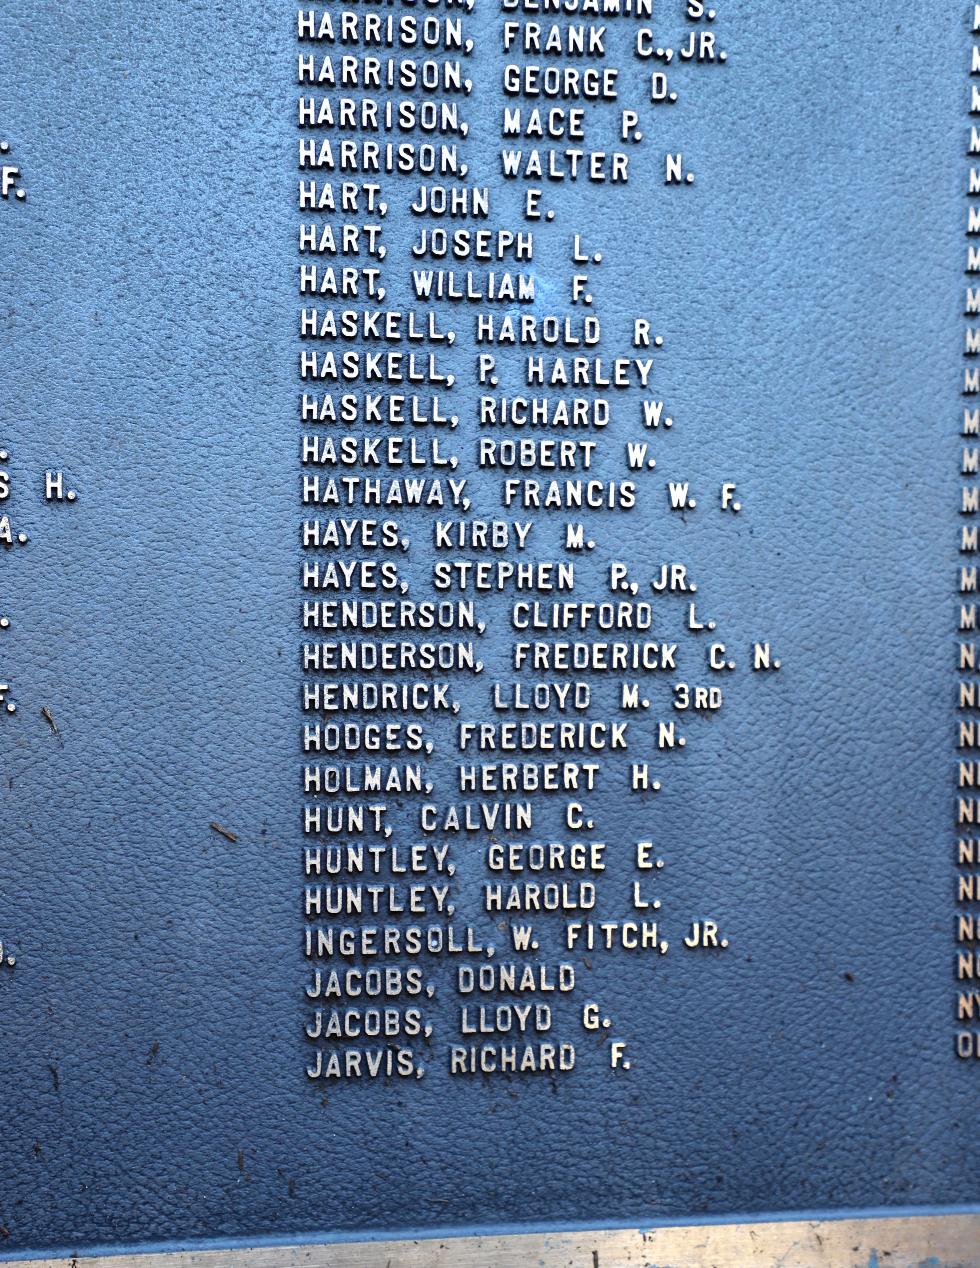 BENJAMIN S.
HARRISON, FRANK C., JR.
HARRISON, GEORGE D.
HARRISON, MACE P.
HARRISON, WALTER N.
HART, JOHN E.
HART, JOSEPH L.
HART, WILLIAM F.
HASKELL, HAROLD R.
HASKELL, P. HARLEY
HASKELL, RICHARD W.
HASKELL, ROBERT W.
HATHAWAY, FRANCIS W. F.
HAYES, KIRBY M.
HAYES, STEPHEN P., JR.
HENDERSON, CLIFFORD L.
HENDERSON, FREDERICK C. N.
HENDRICK, LLOYD M. 3RD
HODGES, FREDERICK N.
HOLMAN, HERBERT H.
HUNT, CALVIN C.
HUNTLEY, GEORGE E.
HUNTLEY, HAROLD L.
INGERSOLL, W. FITCH, JR.
JACOBS, DONALD
JACOBS, LLOYD G.
JARVIS, RICHARD F.